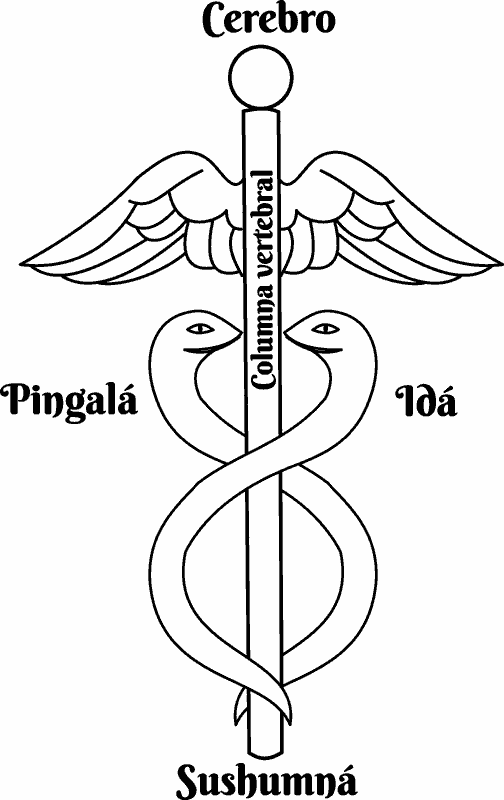 Cerebro
Columna vertebral
Pingalá
Idá
Sushumná